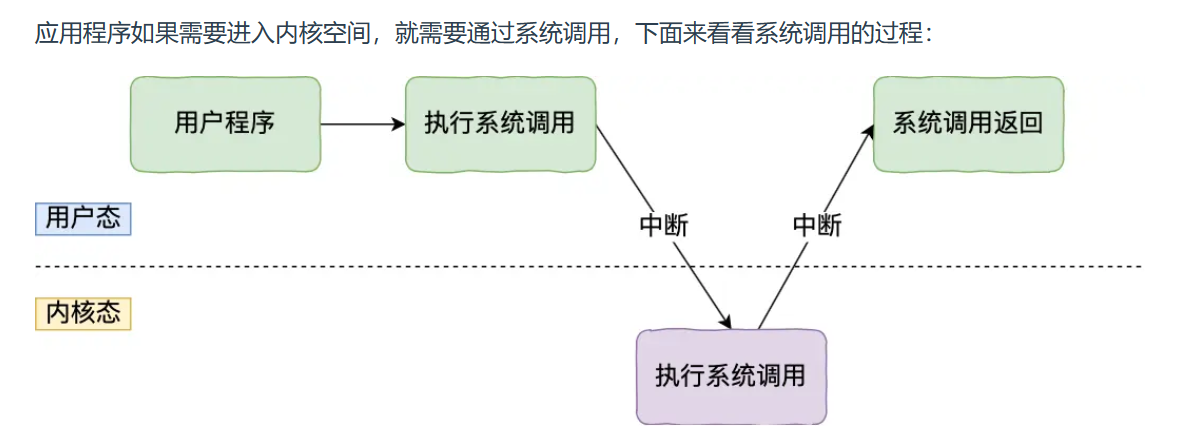 应用程序如果需要进入内核空间，就需要通过系统调用，下面来看看系统调用的过程：
用户程序
执行系统调用
系统调用返回
用户态
中断
中断
内核态
执行系统调用